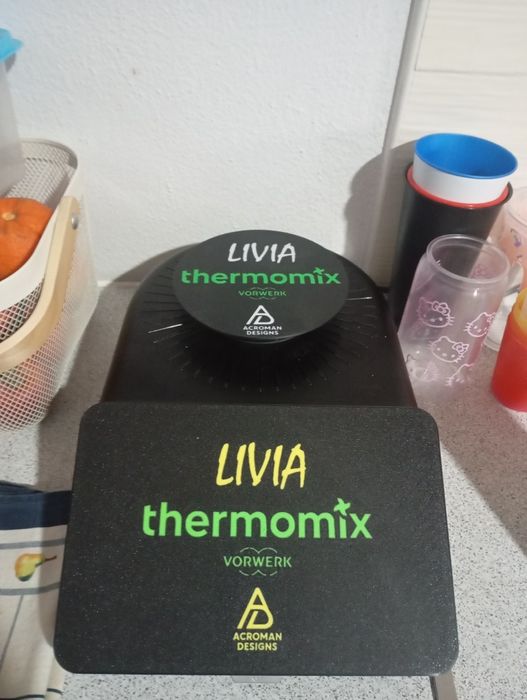 LIVIA
thermomix
VORWERK
ACROMAN
DESIGNS
LIVIA
thermomix
VORWERK
ACROMAN
DESIGNS